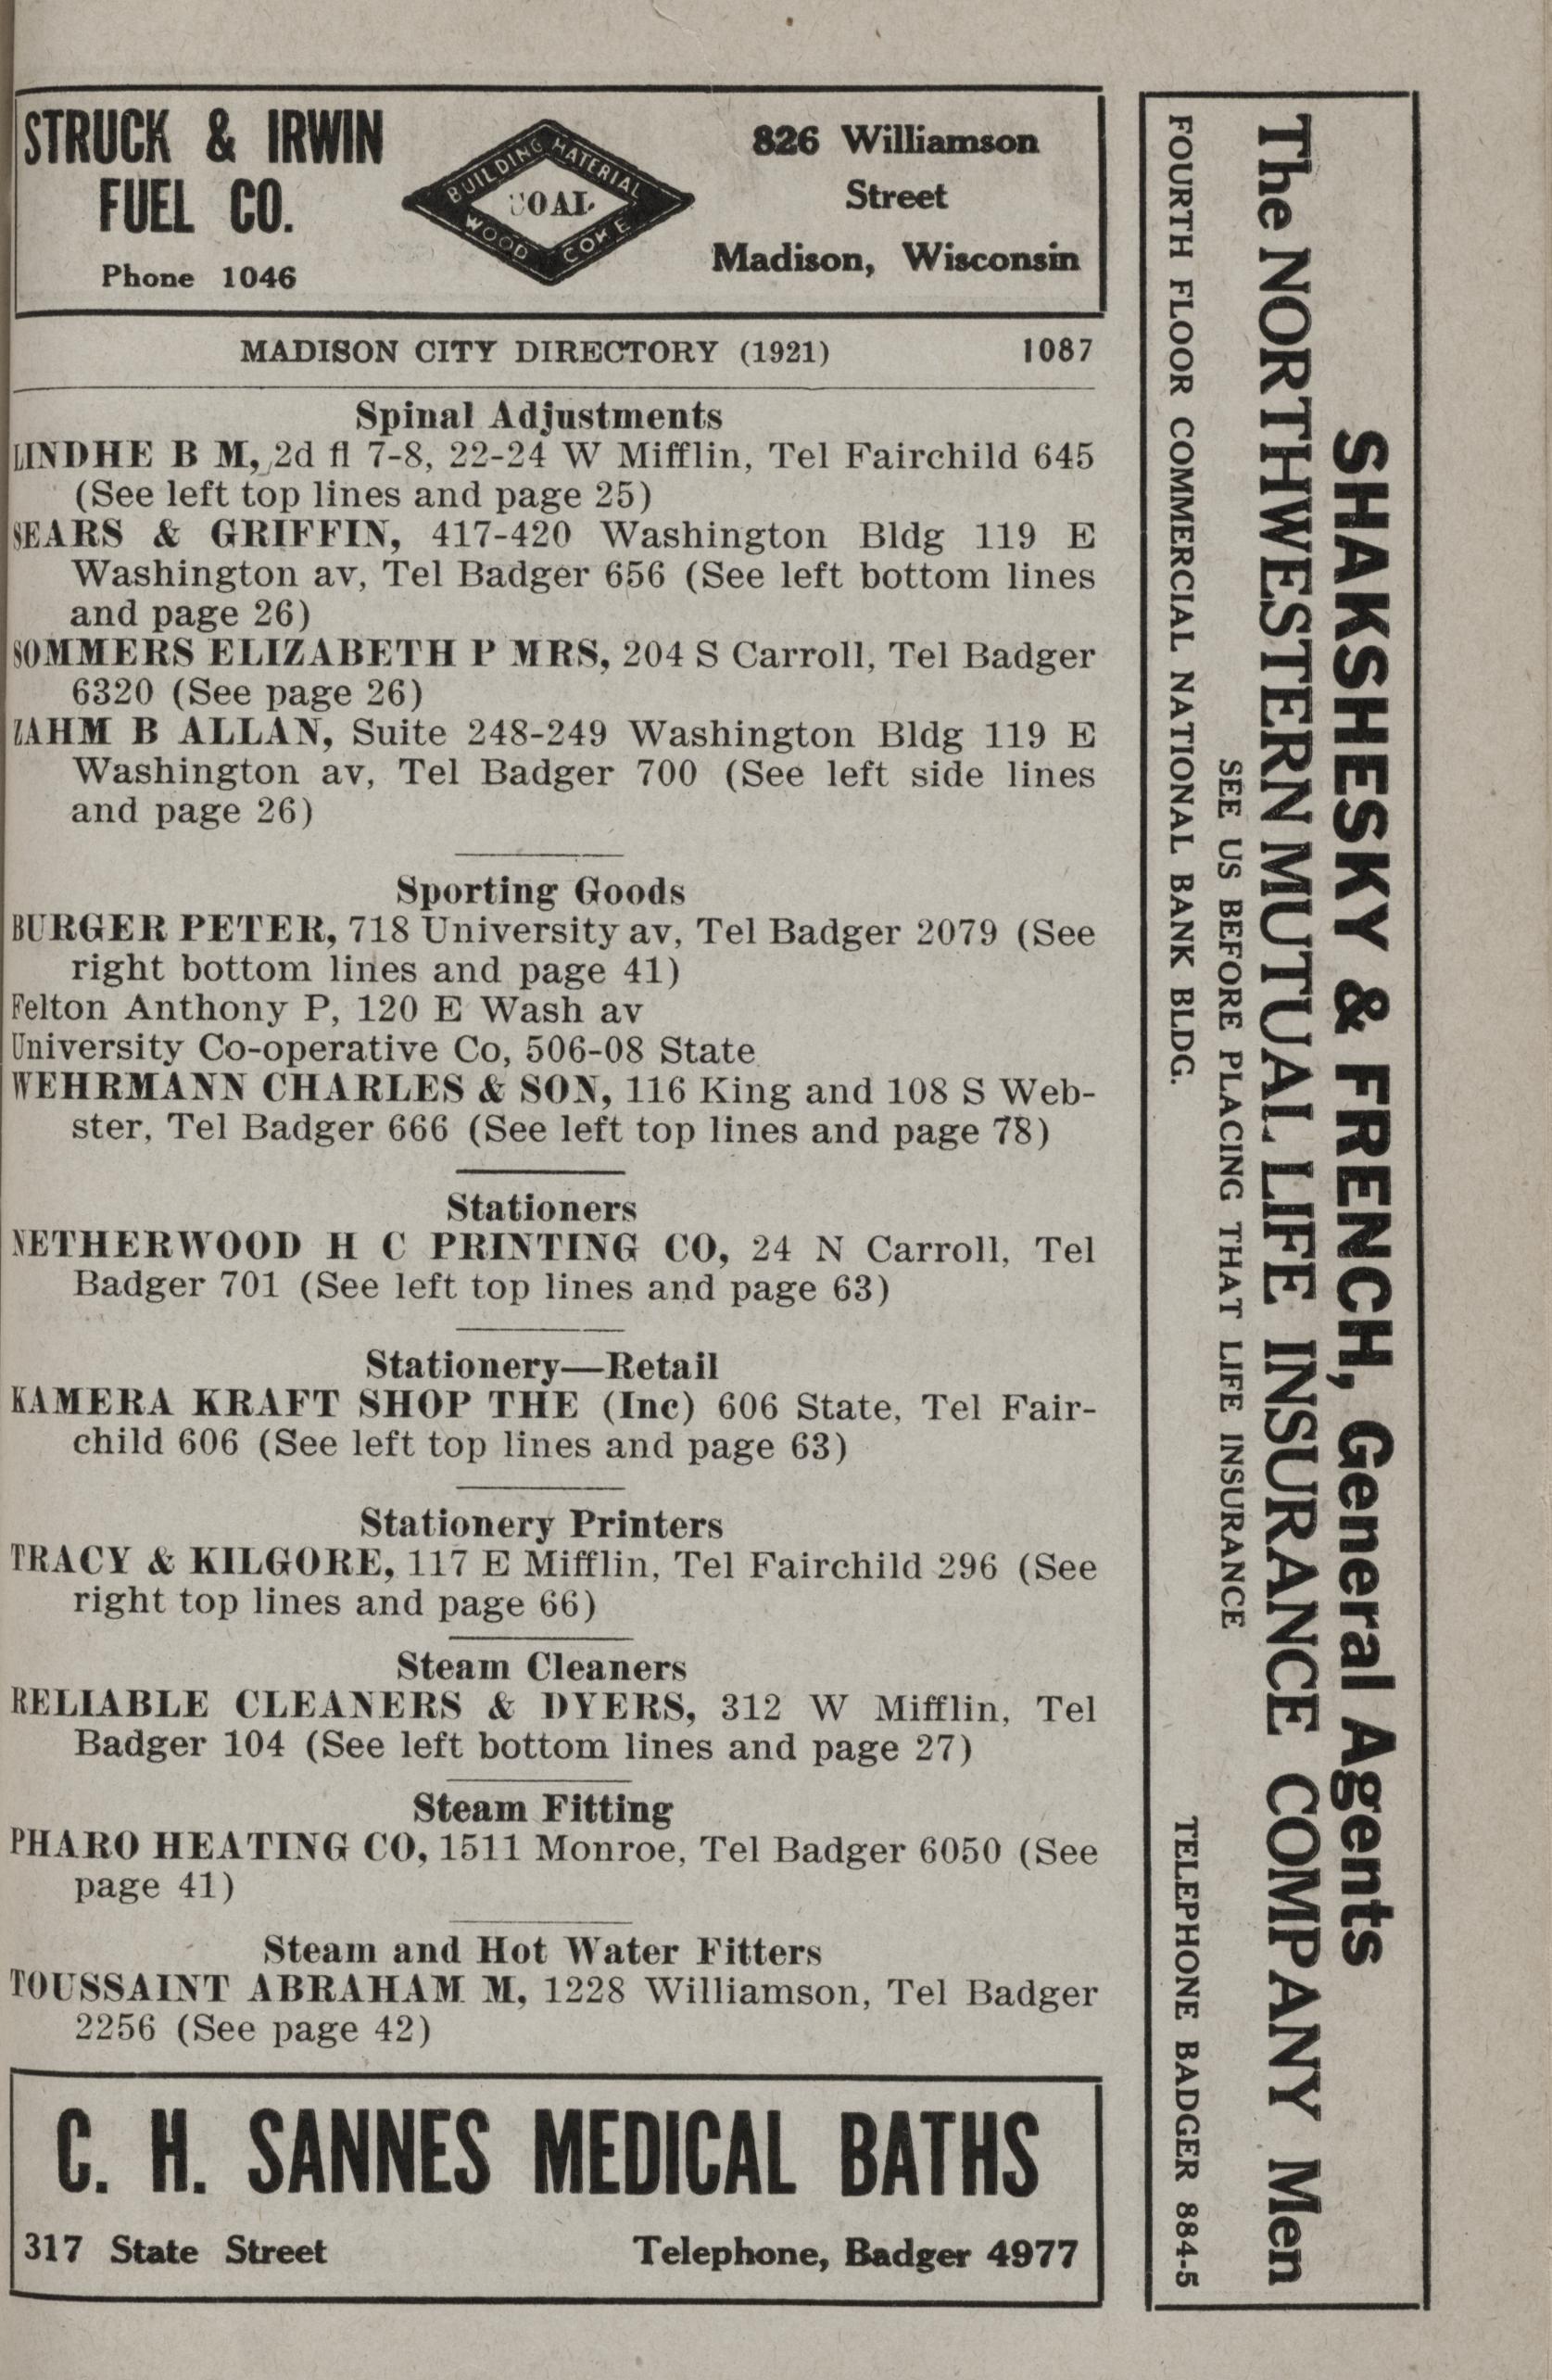 STRUCK & IRWIN
FUEL CO.
Phone 1046
BUILDING MATERIAL
COAL
WOOD COKE
826 Williamson
Street
Madison, Wisconsin
MADISON CITY DIRECTORY (1921) 1087
Spinal Adjustments
LINDHE B M, 2d fl 7-8, 22-24 W Mifflin, Tel Fairchild 645
(See left top lines and page 25)
SEARS & GRIFFIN, 417-420 Washington Bldg 119 E
Washington av, Tel Badger 656 (See left bottom lines
and page 26)
SOMMERS ELIZABETH P MRS, 204 S Carroll, Tel Badger
6320 (See page 26)
ZAHM B ALLAN, Suite 248-249 Washington Bldg 119 E
Washington av, Tel Badger 700 (See left side lines
and page 26)
Sporting Goods
BURGER PETER, 718 University av, Tel Badger 2079 (See
right bottom lines and page 41)
Felton Anthony P, 120 E Wash av
University Co-operative Co, 506-08 State
WEHRMANN CHARLES & SON, 116 King and 108 S Web-
ster, Tel Badger 666 (See left top lines and page 78)
Stationers
NETHERWOOD H C PRINTING CO, 24 N Carroll, Tel
Badger 701 (See left top lines and page 63)
Stationery—Retail
KAMERA KRAFT SHOP THE (Inc) 606 State, Tel Fair-
child 606 (See left top lines and page 63)
Stationery Printers
TRACY & KILGORE, 117 E Mifflin, Tel Fairchild 296 (See
right top lines and page 66)
Steam Cleaners
RELIABLE CLEANERS & DYERS, 312 W Mifflin, Tel
Badger 104 (See left bottom lines and page 27)
Steam Fitting
PHARO HEATING CO, 1511 Monroe, Tel Badger 6050 (See
page 41)
Steam and Hot Water Fitters
TOUSSAINT ABRAHAM M, 1228 Williamson, Tel Badger
2256 (See page 42)
C. H. SANNES MEDICAL BATHS
317 State Street Telephone, Badger 4977
SHAKSHESKY & FRENCH, General Agents
The NORTHWESTERN MUTUAL LIFE INSURANCE COMPANY Men
SEE US BEFORE PLACING THAT LIFE INSURANCE
FOURTH FLOOR COMMERCIAL NATIONAL BANK BLDG. TELEPHONE BADGER 884-5